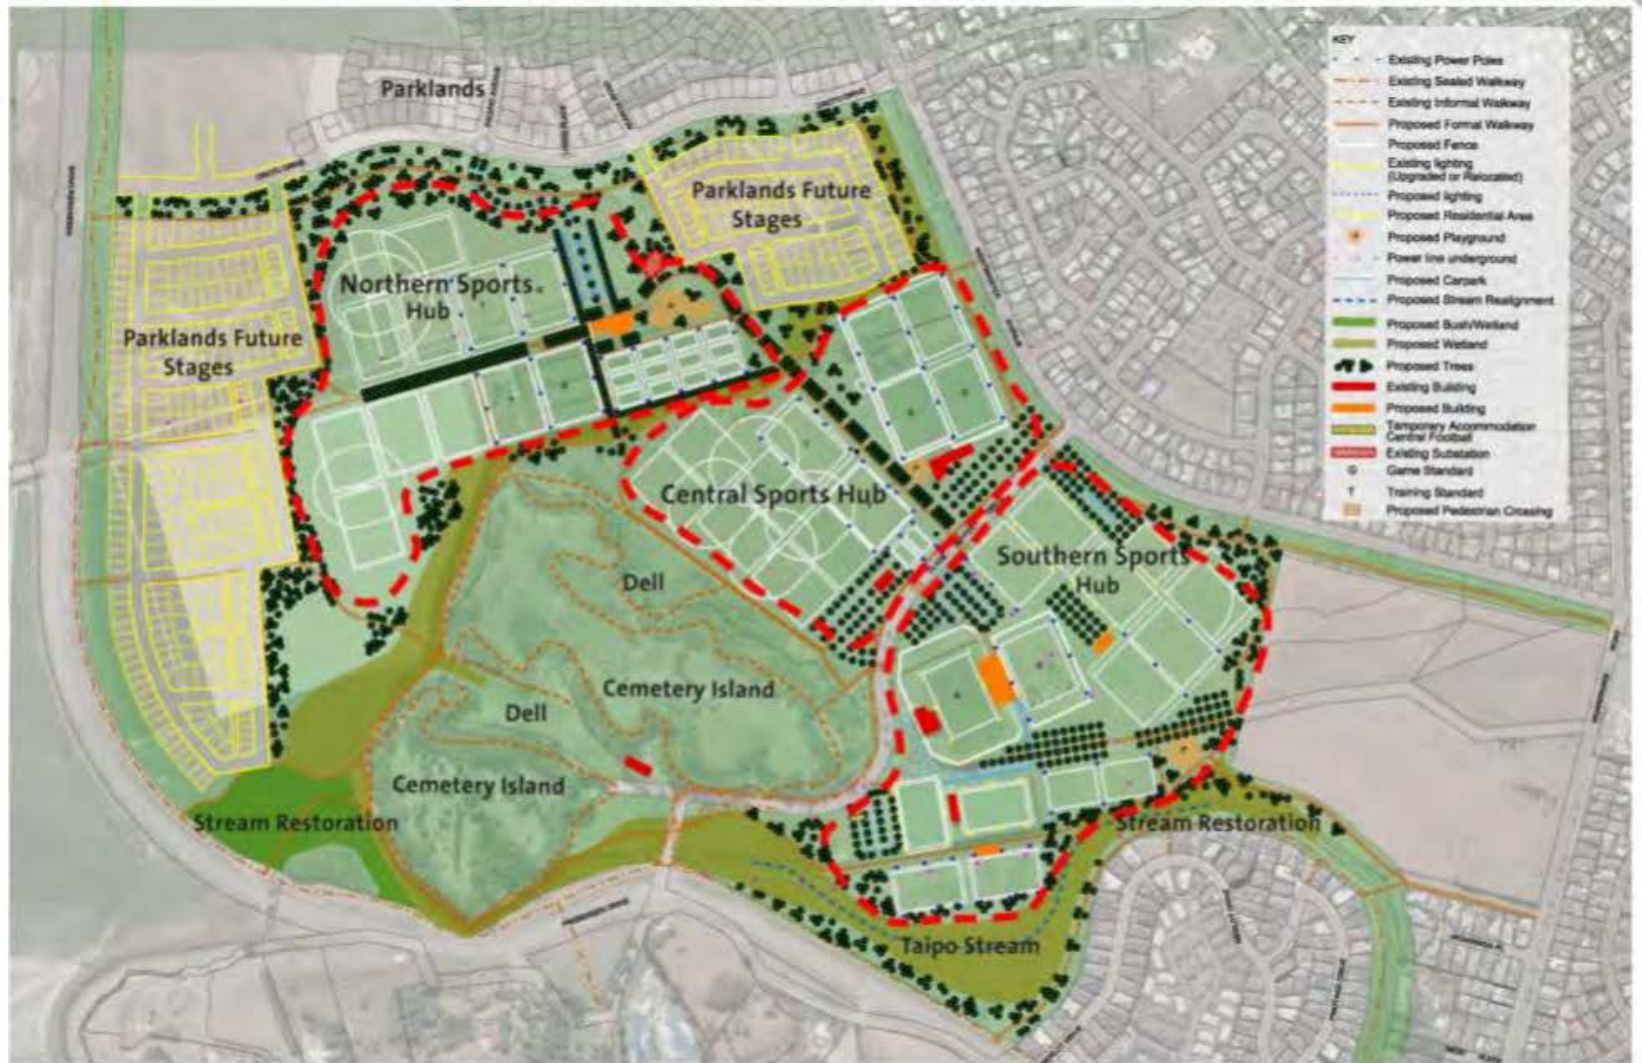 Parklands
Parklands Future
Stages
Northern Sports
Hub
Parklands Future
Stages
Central Sports Hub
Southern Sports
Hub
Dell
Cemetery Island
Dell
Cemetery Island
Stream Restoration
Stream Restoration
Taipo Stream
KEY
Existing Power Poles
Existing Sealed Walkway
Existing Informal Walkway
Proposed Formal Walkway
Proposed Fence
Existing lighting
(Upgraded or Relocated)
Proposed lighting
Proposed Residential Area
Proposed Playground
Power line underground
Proposed Carpark
Proposed Stream Realignment
Proposed Bush/Wetland
Proposed Wetland
Proposed Trees
Existing Building
Proposed Building
Temporary Accommodation
Central Football
Existing Substation
G Game Standard
T Training Standard
Proposed Pedestrian Crossing